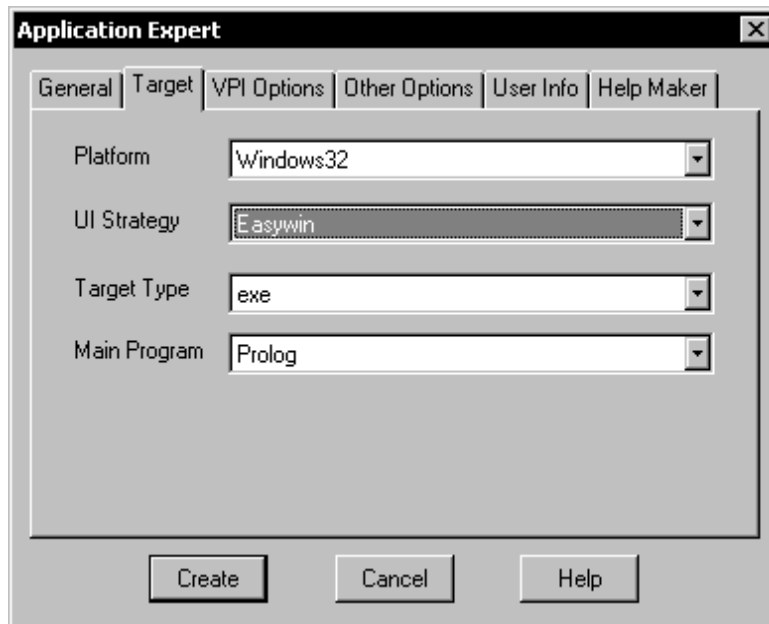 Application Expert
General Target VPI Options Other Options User Info Help Maker
Platform Windows32
UI Strategy Easywin
Target Type exe
Main Program Prolog
Create Cancel Help